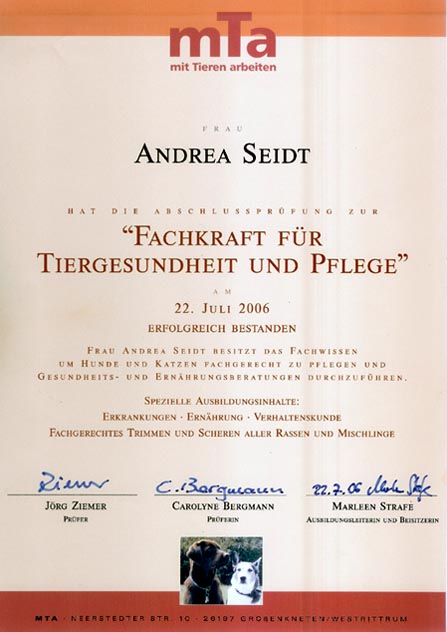 mTa
mit Tieren arbeiten
FRAU
ANDREA SEIDT
HAT DIE ABSCHLUSSPRÜFUNG ZUR
"FACHKRAFT FÜR
TIERGESUNDHEIT UND PFLEGE"
AM
22. JULI 2006
ERFOLGREICH BESTANDEN
FRAU ANDREA SEIDT BESITZT DAS FACHWISSEN
UM HUNDE UND KATZEN FACHGERECHT ZU PFLEGEN UND
GESUNDHEITS- UND ERNÄHRUNGSBERATUNGEN DURCHZUFÜHREN.
SPEZIELLE AUSBILDUNGSINHALTE:
ERKRANKUNGEN · ERNÄHRUNG · VERHALTENSKUNDE
FACHGERECHTES TRIMMEN UND SCHEREN ALLER RASSEN UND MISCHLINGE
Ziemer C. Bergmann 22.7.06 Marleen Strafe
JÖRG ZIEMER CAROLYNE BERGMANN MARLEEN STRAFE
PRÜFER PRÜFERIN AUSBILDUNGSLEITERIN UND BEISITZERIN
MTA · NEERSTEDTER STR. 10 · 26197 GROßENKNETEN/WESTRITTRUM